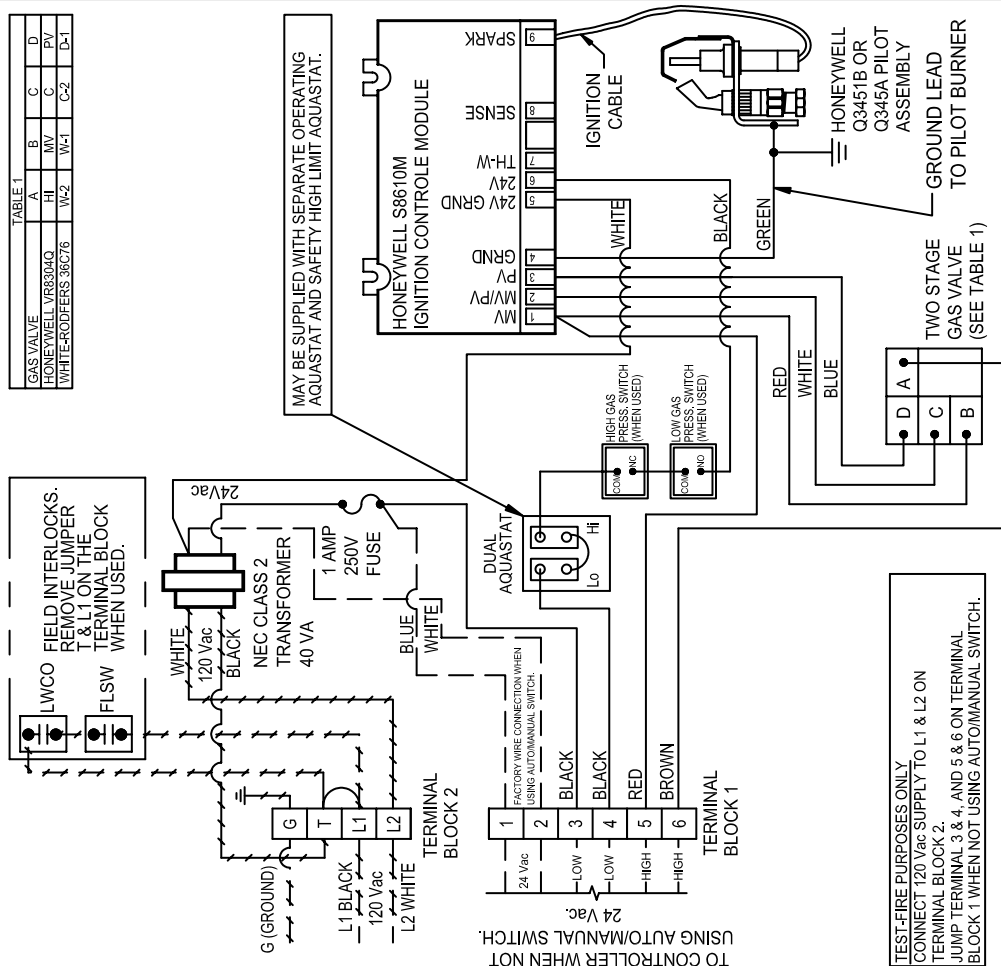 TABLE 1
GAS VALVE A B C D
HONEYWELL VR8304Q HI MV C PV
WHITE-RODFERS 36C76 W-2 W-1 C-2 D-1
MAY BE SUPPLIED WITH SEPARATE OPERATING
AQUASTAT AND SAFETY HIGH LIMIT AQUASTAT.
HONEYWELL S8610M
IGNITION CONTROLE MODULE
MV
MV/PV
PV
GRND
24V GRND
24V
TH-W
SENSE
SPARK
1
2
3
4
5
6
7
8
9
IGNITION
CABLE
HONEYWELL
Q3451B OR
Q345A PILOT
ASSEMBLY
GROUND LEAD
TO PILOT BURNER
WHITE
BLACK
GREEN
RED
WHITE
BLUE
TWO STAGE
GAS VALVE
(SEE TABLE 1)
A
D
C
B
HIGH GAS
PRESS. SWITCH
(WHEN USED)
COM
NC
LOW GAS
PRESS. SWITCH
(WHEN USED)
COM
NO
DUAL
AQUASTAT
Lo
Hi
FIELD INTERLOCKS.
REMOVE JUMPER
T & L1 ON THE
TERMINAL BLOCK
WHEN USED.
LWCO
FLSW
24Vac
WHITE
120 Vac
BLACK
NEC CLASS 2
TRANSFORMER
40 VA
1 AMP
250V
FUSE
BLUE
WHITE
G
T
L1
L2
TERMINAL
BLOCK 2
G (GROUND)
L1 BLACK
120 Vac
L2 WHITE
FACTORY WIRE CONNECTION WHEN
USING AUTO/MANUAL SWITCH.
BLACK
BLACK
RED
BROWN
1
2
3
4
5
6
TERMINAL
BLOCK 1
24 Vac
LOW
LOW
HIGH
HIGH
24 Vac.
TO CONTROLLER WHEN NOT
USING AUTO/MANUAL SWITCH.
TEST-FIRE PURPOSES ONLY
CONNECT 120 Vac SUPPLY TO L1 & L2 ON
TERMINAL BLOCK 2.
JUMP TERMINAL 3 & 4, AND 5 & 6 ON TERMINAL
BLOCK 1 WHEN NOT USING AUTO/MANUAL SWITCH.